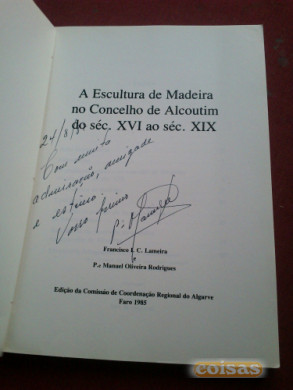 A Escultura de Madeira
no Concelho de Alcoutim
do séc. XVI ao séc. XIX
24/8/
Com muita
admiração, amizade
e estima
Vosso
Francisco I. C. Lameira
P.e Manuel Oliveira Rodrigues
Edição da Comissão de Coordenação Regional do Algarve
Faro 1985
coisas